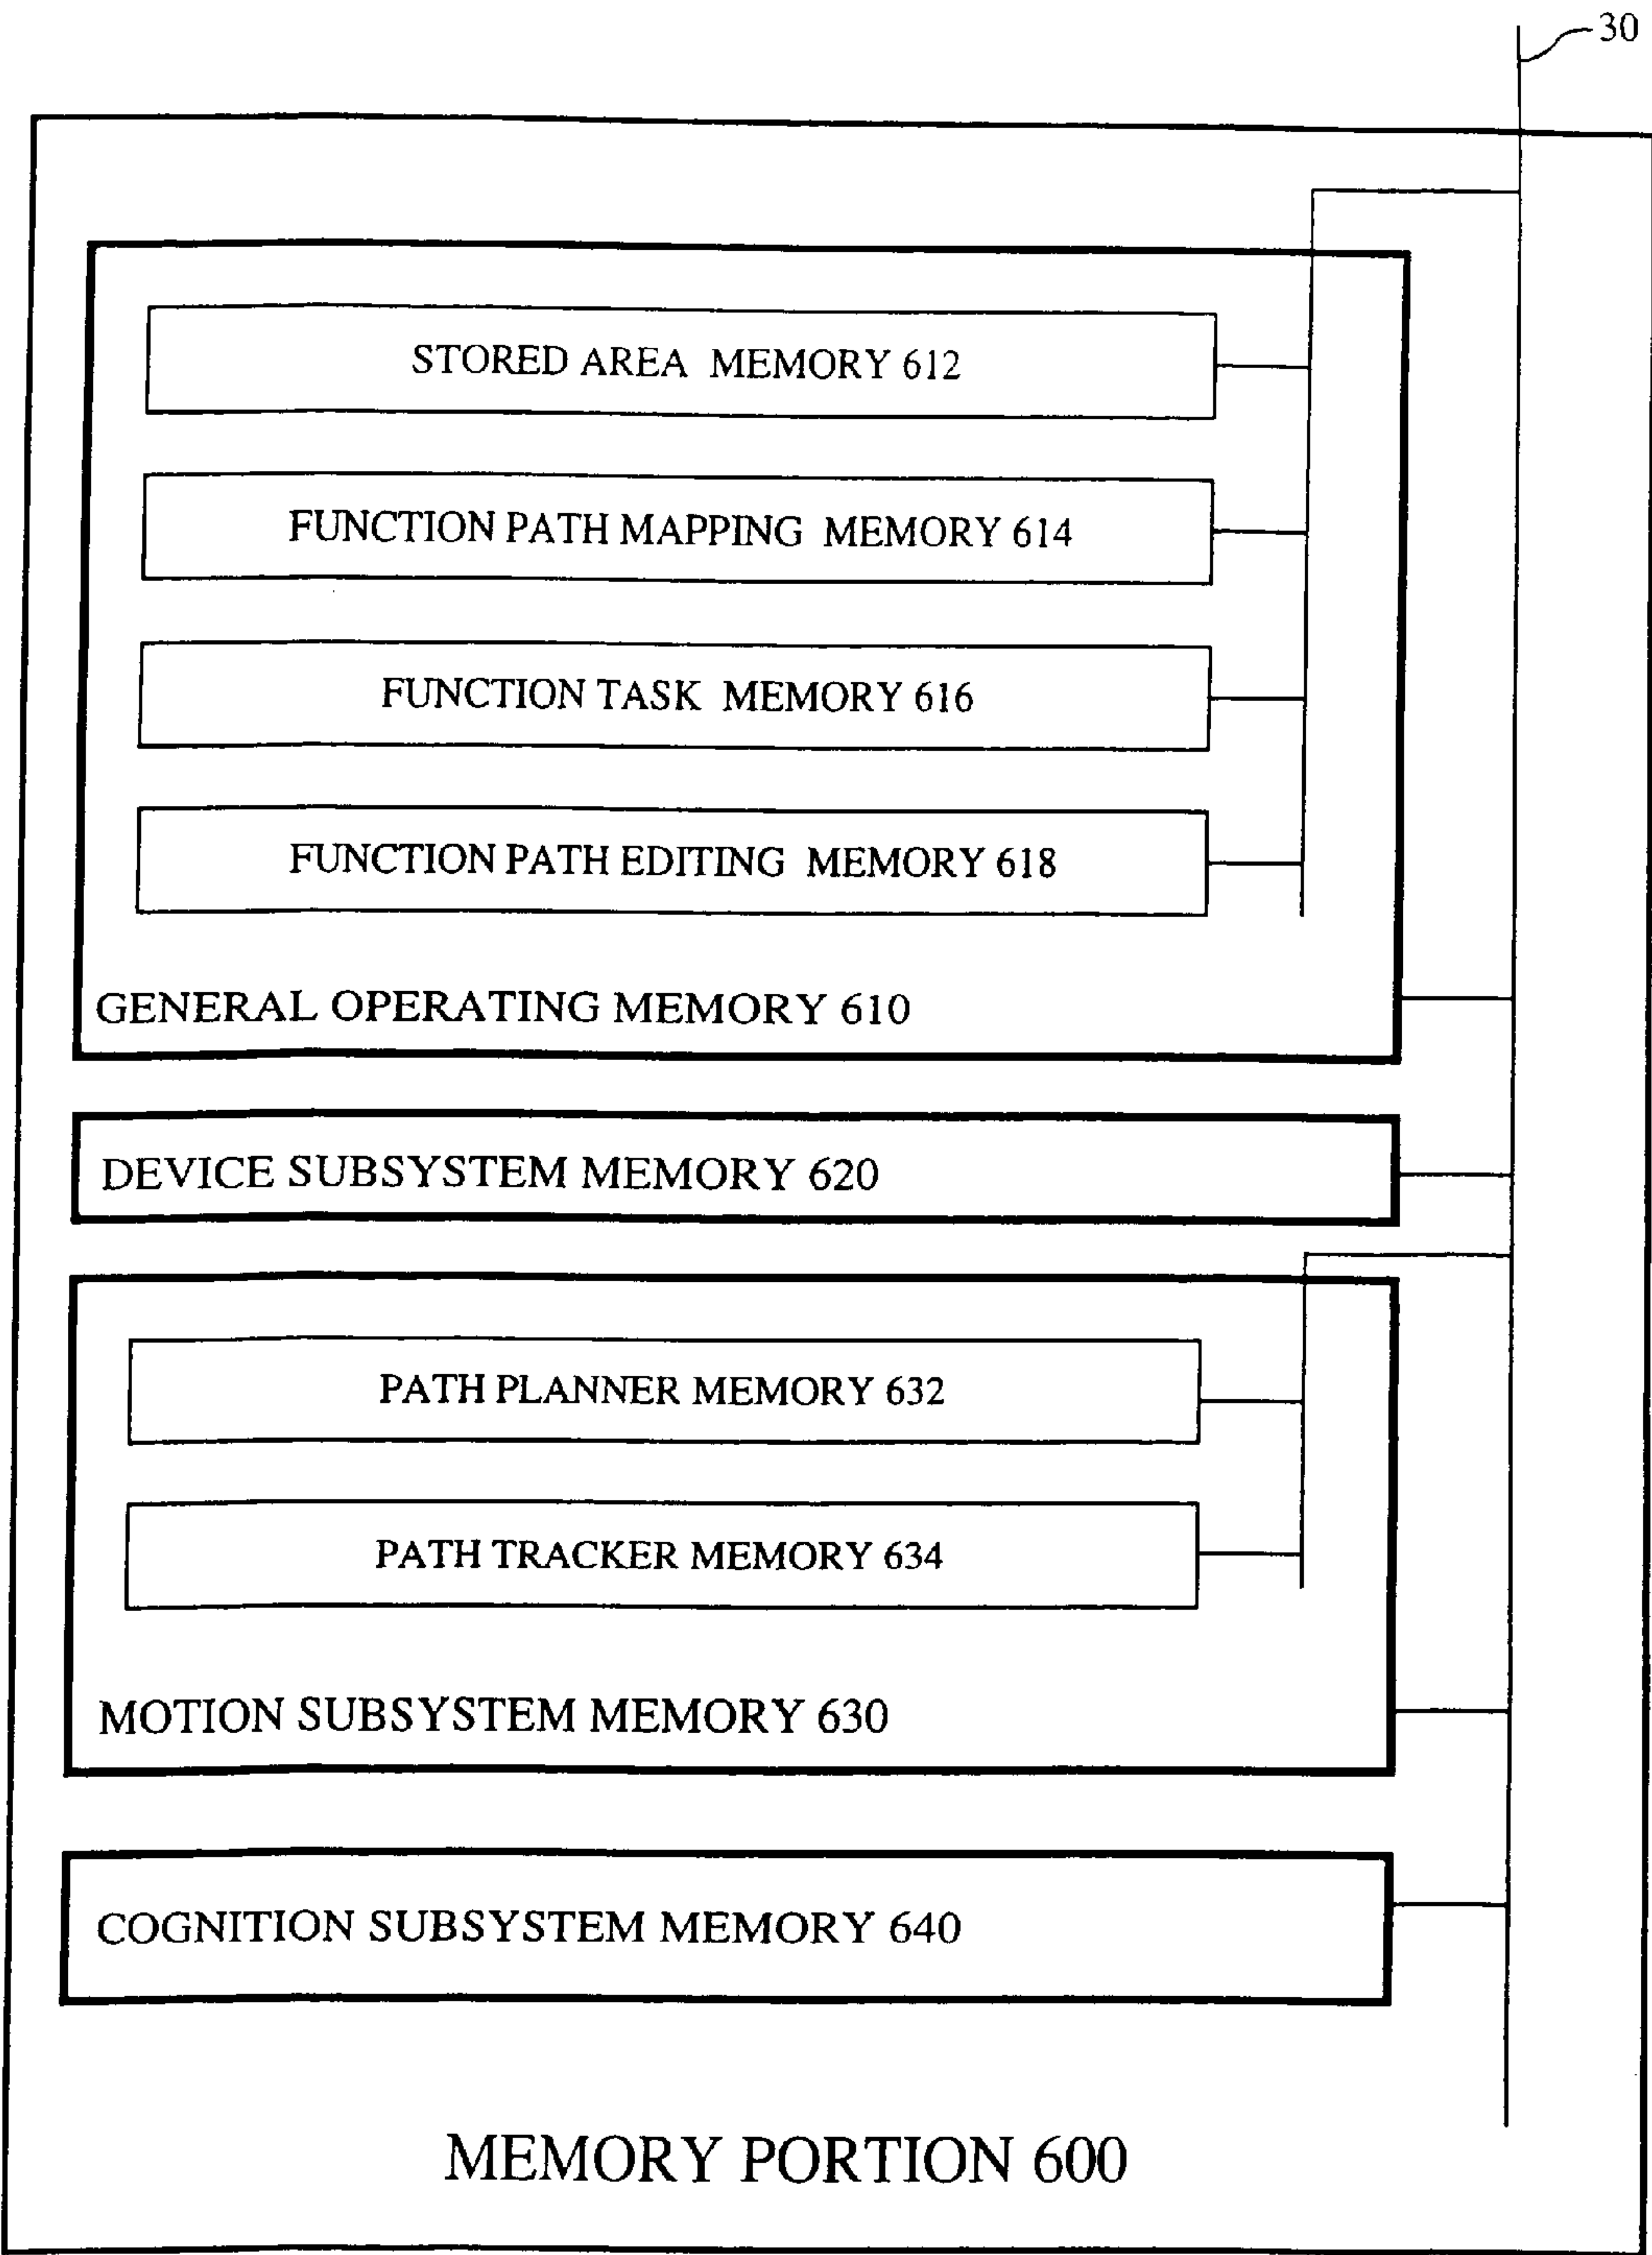 30
STORED AREA MEMORY 612
FUNCTION PATH MAPPING MEMORY 614
FUNCTION TASK MEMORY 616
FUNCTION PATH EDITING MEMORY 618
GENERAL OPERATING MEMORY 610
DEVICE SUBSYSTEM MEMORY 620
PATH PLANNER MEMORY 632
PATH TRACKER MEMORY 634
MOTION SUBSYSTEM MEMORY 630
COGNITION SUBSYSTEM MEMORY 640
MEMORY PORTION 600